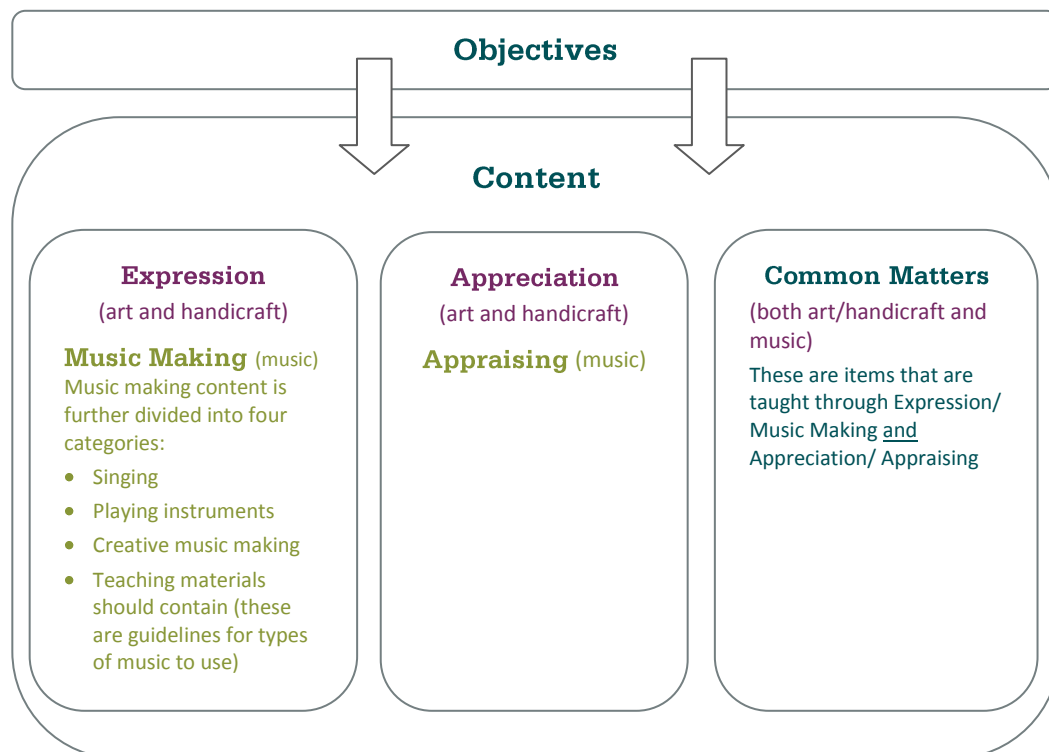 Objectives
Content
Expression
(art and handicraft)
Music Making (music)
Music making content is
further divided into four
categories:
• Singing
• Playing instruments
• Creative music making
• Teaching materials
should contain (these
are guidelines for types
of music to use)
Appreciation
(art and handicraft)
Appraising (music)
Common Matters
(both art/handicraft and
music)
These are items that are
taught through Expression/
Music Making and
Appreciation/ Appraising